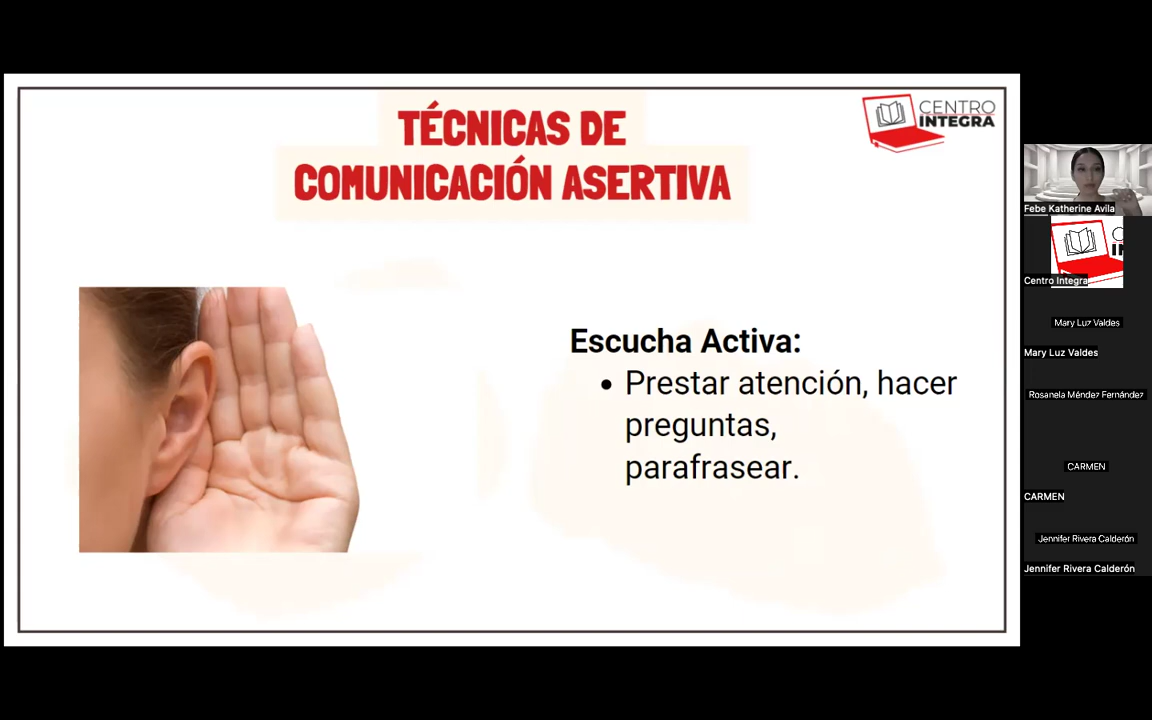 TÉCNICAS DE
COMUNICACIÓN ASERTIVA
CENTRO
INTEGRA
Escucha Activa:
• Prestar atención, hacer
preguntas,
parafrasear.
Febe Katherine Avila
Centro Integra
Mary Luz Valdes
Mary Luz Valdes
Rosanela Méndez Fernández
CARMEN
CARMEN
Jennifer Rivera Calderón
Jennifer Rivera Calderón